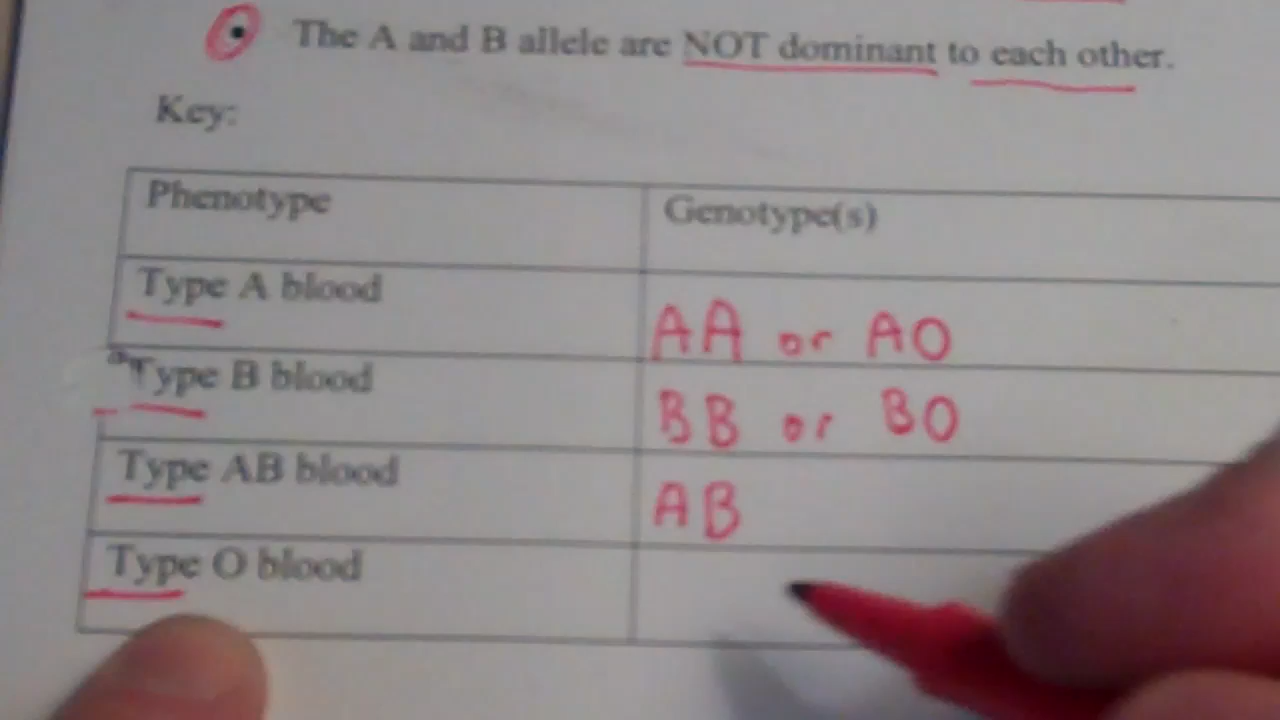 The A and B allele are NOT dominant to each other.
Key:
Phenotype Genotype(s)
Type A blood AA or AO
Type B blood BB or BO
Type AB blood AB
Type O blood